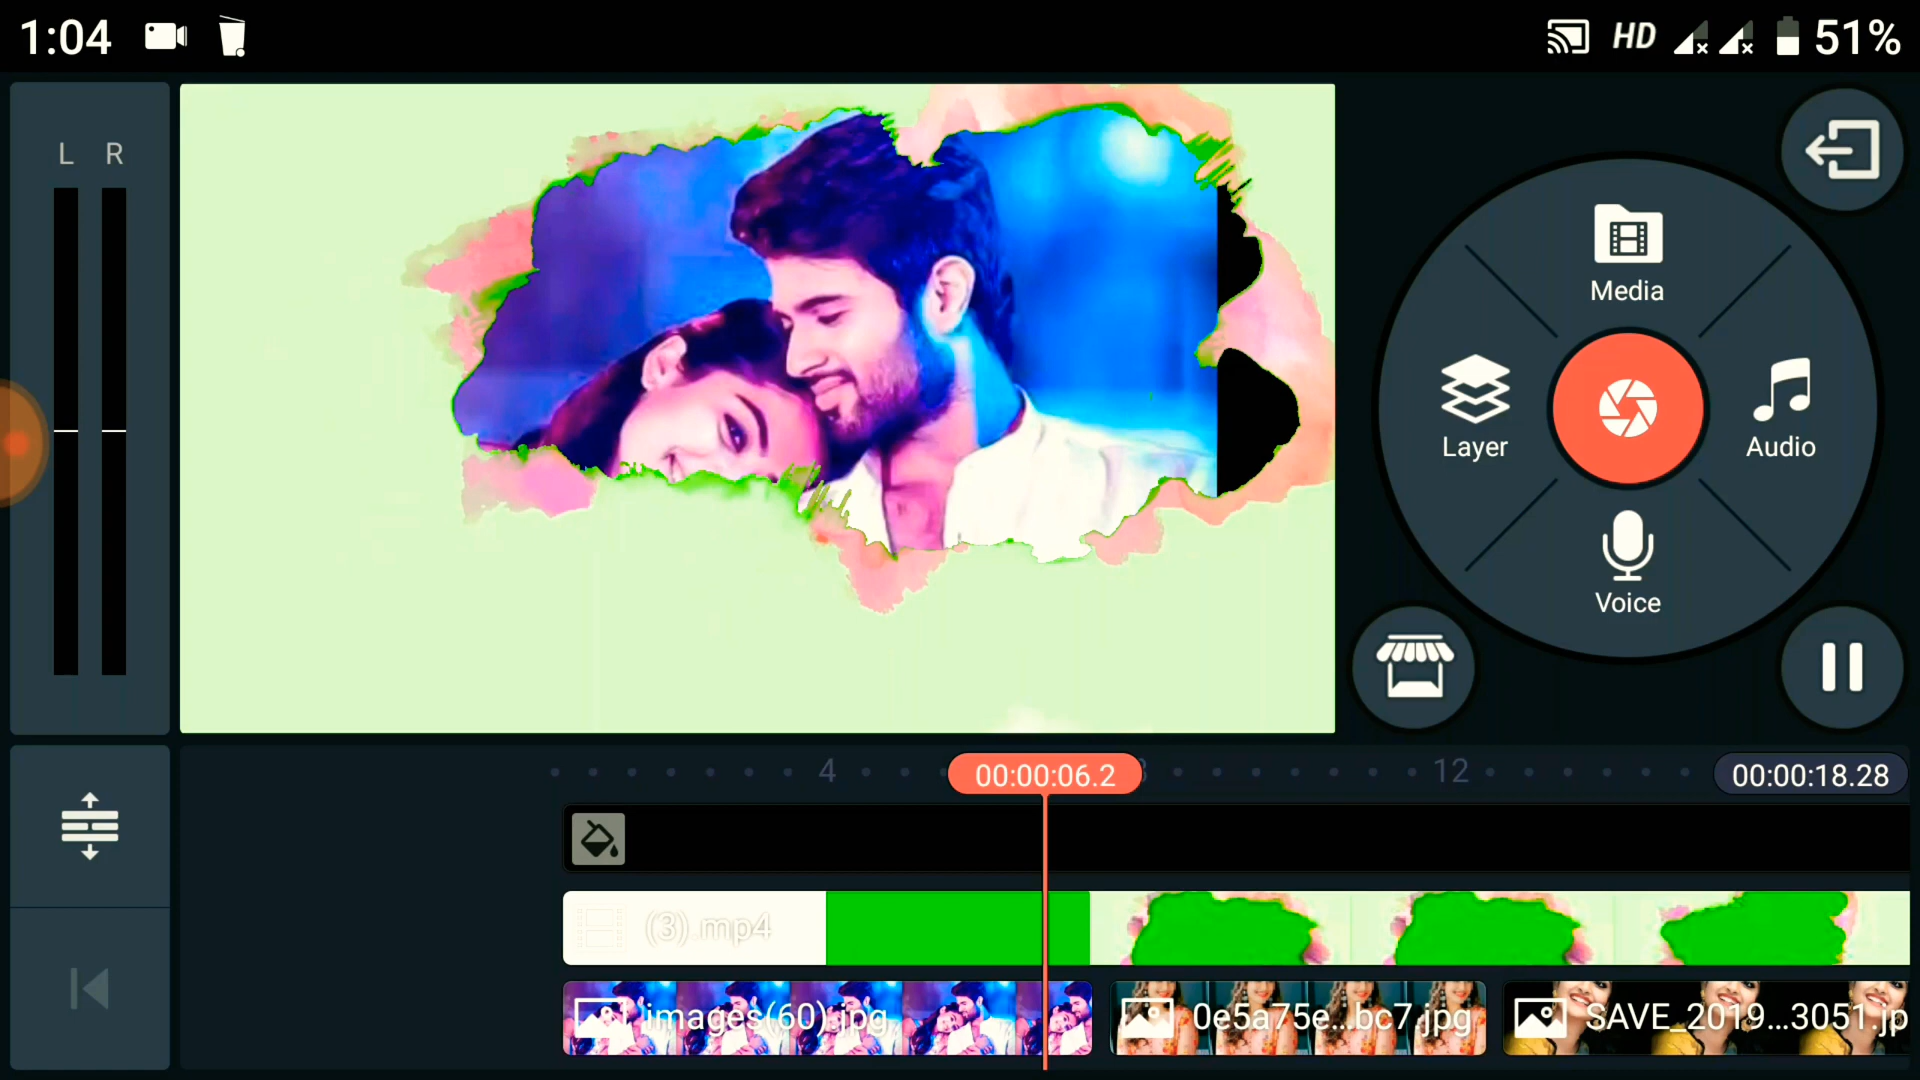 1:04
HD
51%
L R
Media
Layer
Audio
Voice
4
00:00:06.2
12
00:00:18.28
(3).mp4
images(60).jpg
0e5a75e...bc7.jpg
SAVE_2019...3051.jp